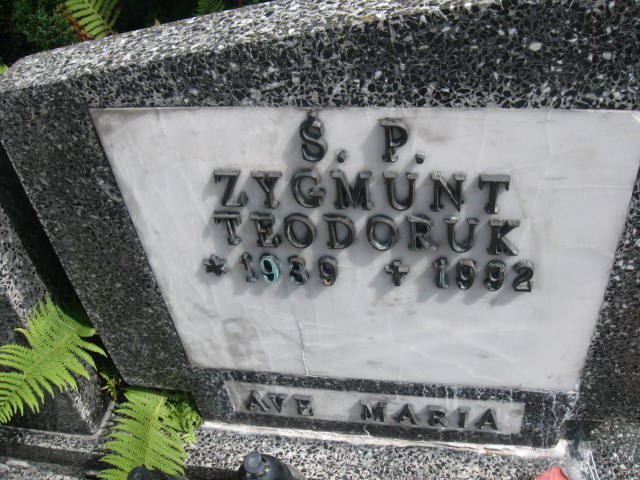 Ś. P.
ZYGMUNT
TEODORUK
* 1939 ✝ 1992
AVE MARIA